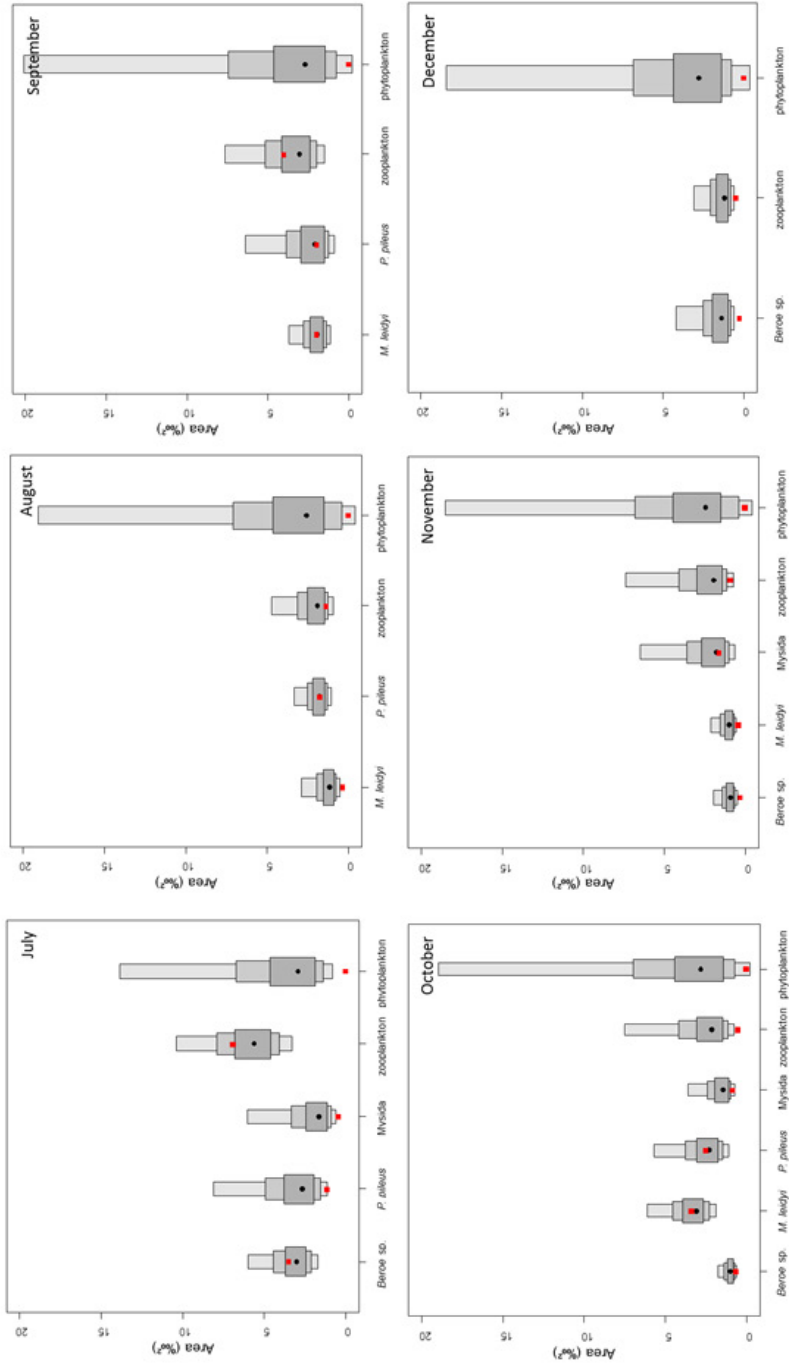 July
Area (‰²)
20
15
10
5
0
Beroe sp.
P. pileus
Mysida
zooplankton
phytoplankton
August
Area (‰²)
20
15
10
5
0
M. leidyi
P. pileus
zooplankton
phytoplankton
September
Area (‰²)
20
15
10
5
0
M. leidyi
P. pileus
zooplankton
phytoplankton
October
Area (‰²)
20
15
10
5
0
Beroe sp.
M. leidyi
P. pileus
Mysida
zooplankton
phytoplankton
November
Area (‰²)
20
15
10
5
0
Beroe sp.
M. leidyi
Mysida
zooplankton
phytoplankton
December
Area (‰²)
20
15
10
5
0
Beroe sp.
zooplankton
phytoplankton